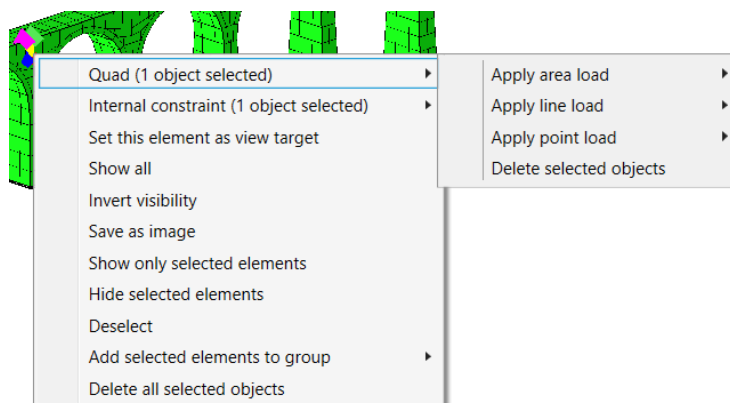 Quad (1 object selected)
Internal constraint (1 object selected)
Set this element as view target
Show all
Invert visibility
Save as image
Show only selected elements
Hide selected elements
Deselect
Add selected elements to group
Delete all selected objects
Apply area load
Apply line load
Apply point load
Delete selected objects